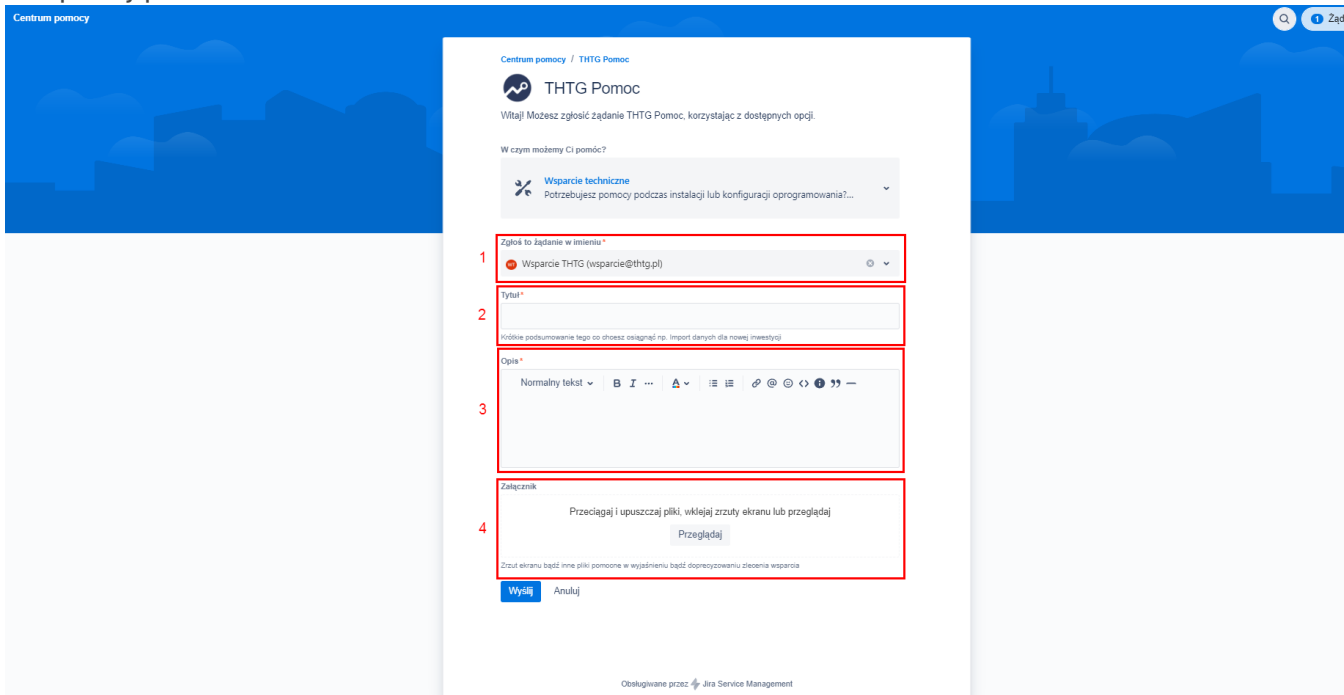 Centrum pomocy
1 Żąd
Centrum pomocy / THTG Pomoc
THTG Pomoc
Witaj! Możesz zgłosić żądanie THTG Pomoc, korzystając z dostępnych opcji.
W czym możemy Ci pomóc?
Wsparcie techniczne
Potrzebujesz pomocy podczas instalacji lub konfiguracji oprogramowania?...
1
Zgłoś to żądanie w imieniu*
WT Wsparcie THTG (wsparcie@thtg.pl)
Tytuł*
2
Krótkie podsumowanie tego co chcesz osiągnąć np. Import danych dla nowej inwestycji
Opis*
Normalny tekst B I ... A
3
Załącznik
Przeciągaj i upuszczaj pliki, wklejaj zrzuty ekranu lub przeglądaj
4
Przeglądaj
Zrzut ekranu bądź inne pliki pomocne w wyjaśnieniu bądź doprecyzowaniu zlecenia wsparcia
Wyślij Anuluj
Obsługiwane przez Jira Service Management